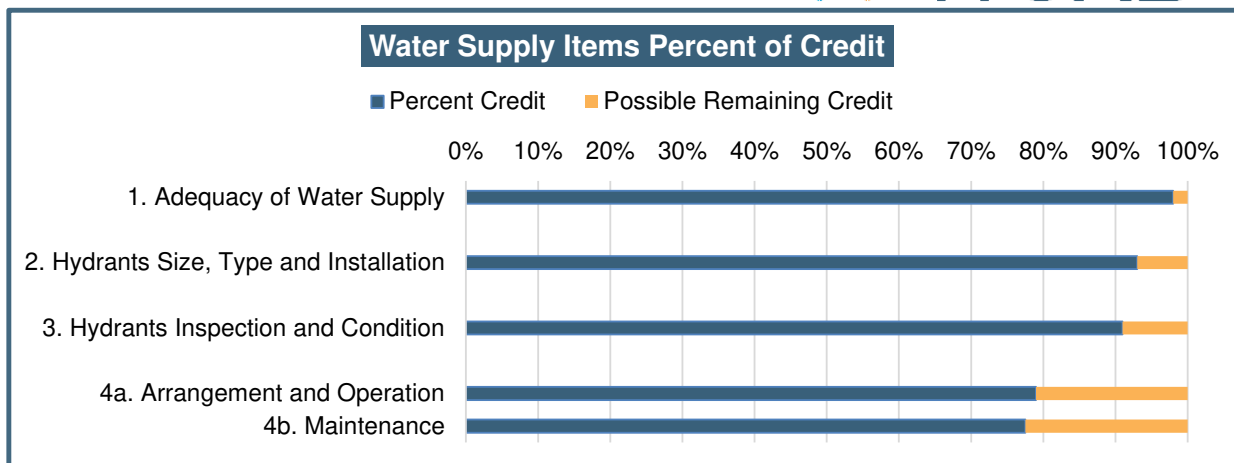 Water Supply Items Percent of Credit
Percent Credit Possible Remaining Credit
0% 10% 20% 30% 40% 50% 60% 70% 80% 90% 100%
1. Adequacy of Water Supply
2. Hydrants Size, Type and Installation
3. Hydrants Inspection and Condition
4a. Arrangement and Operation
4b. Maintenance